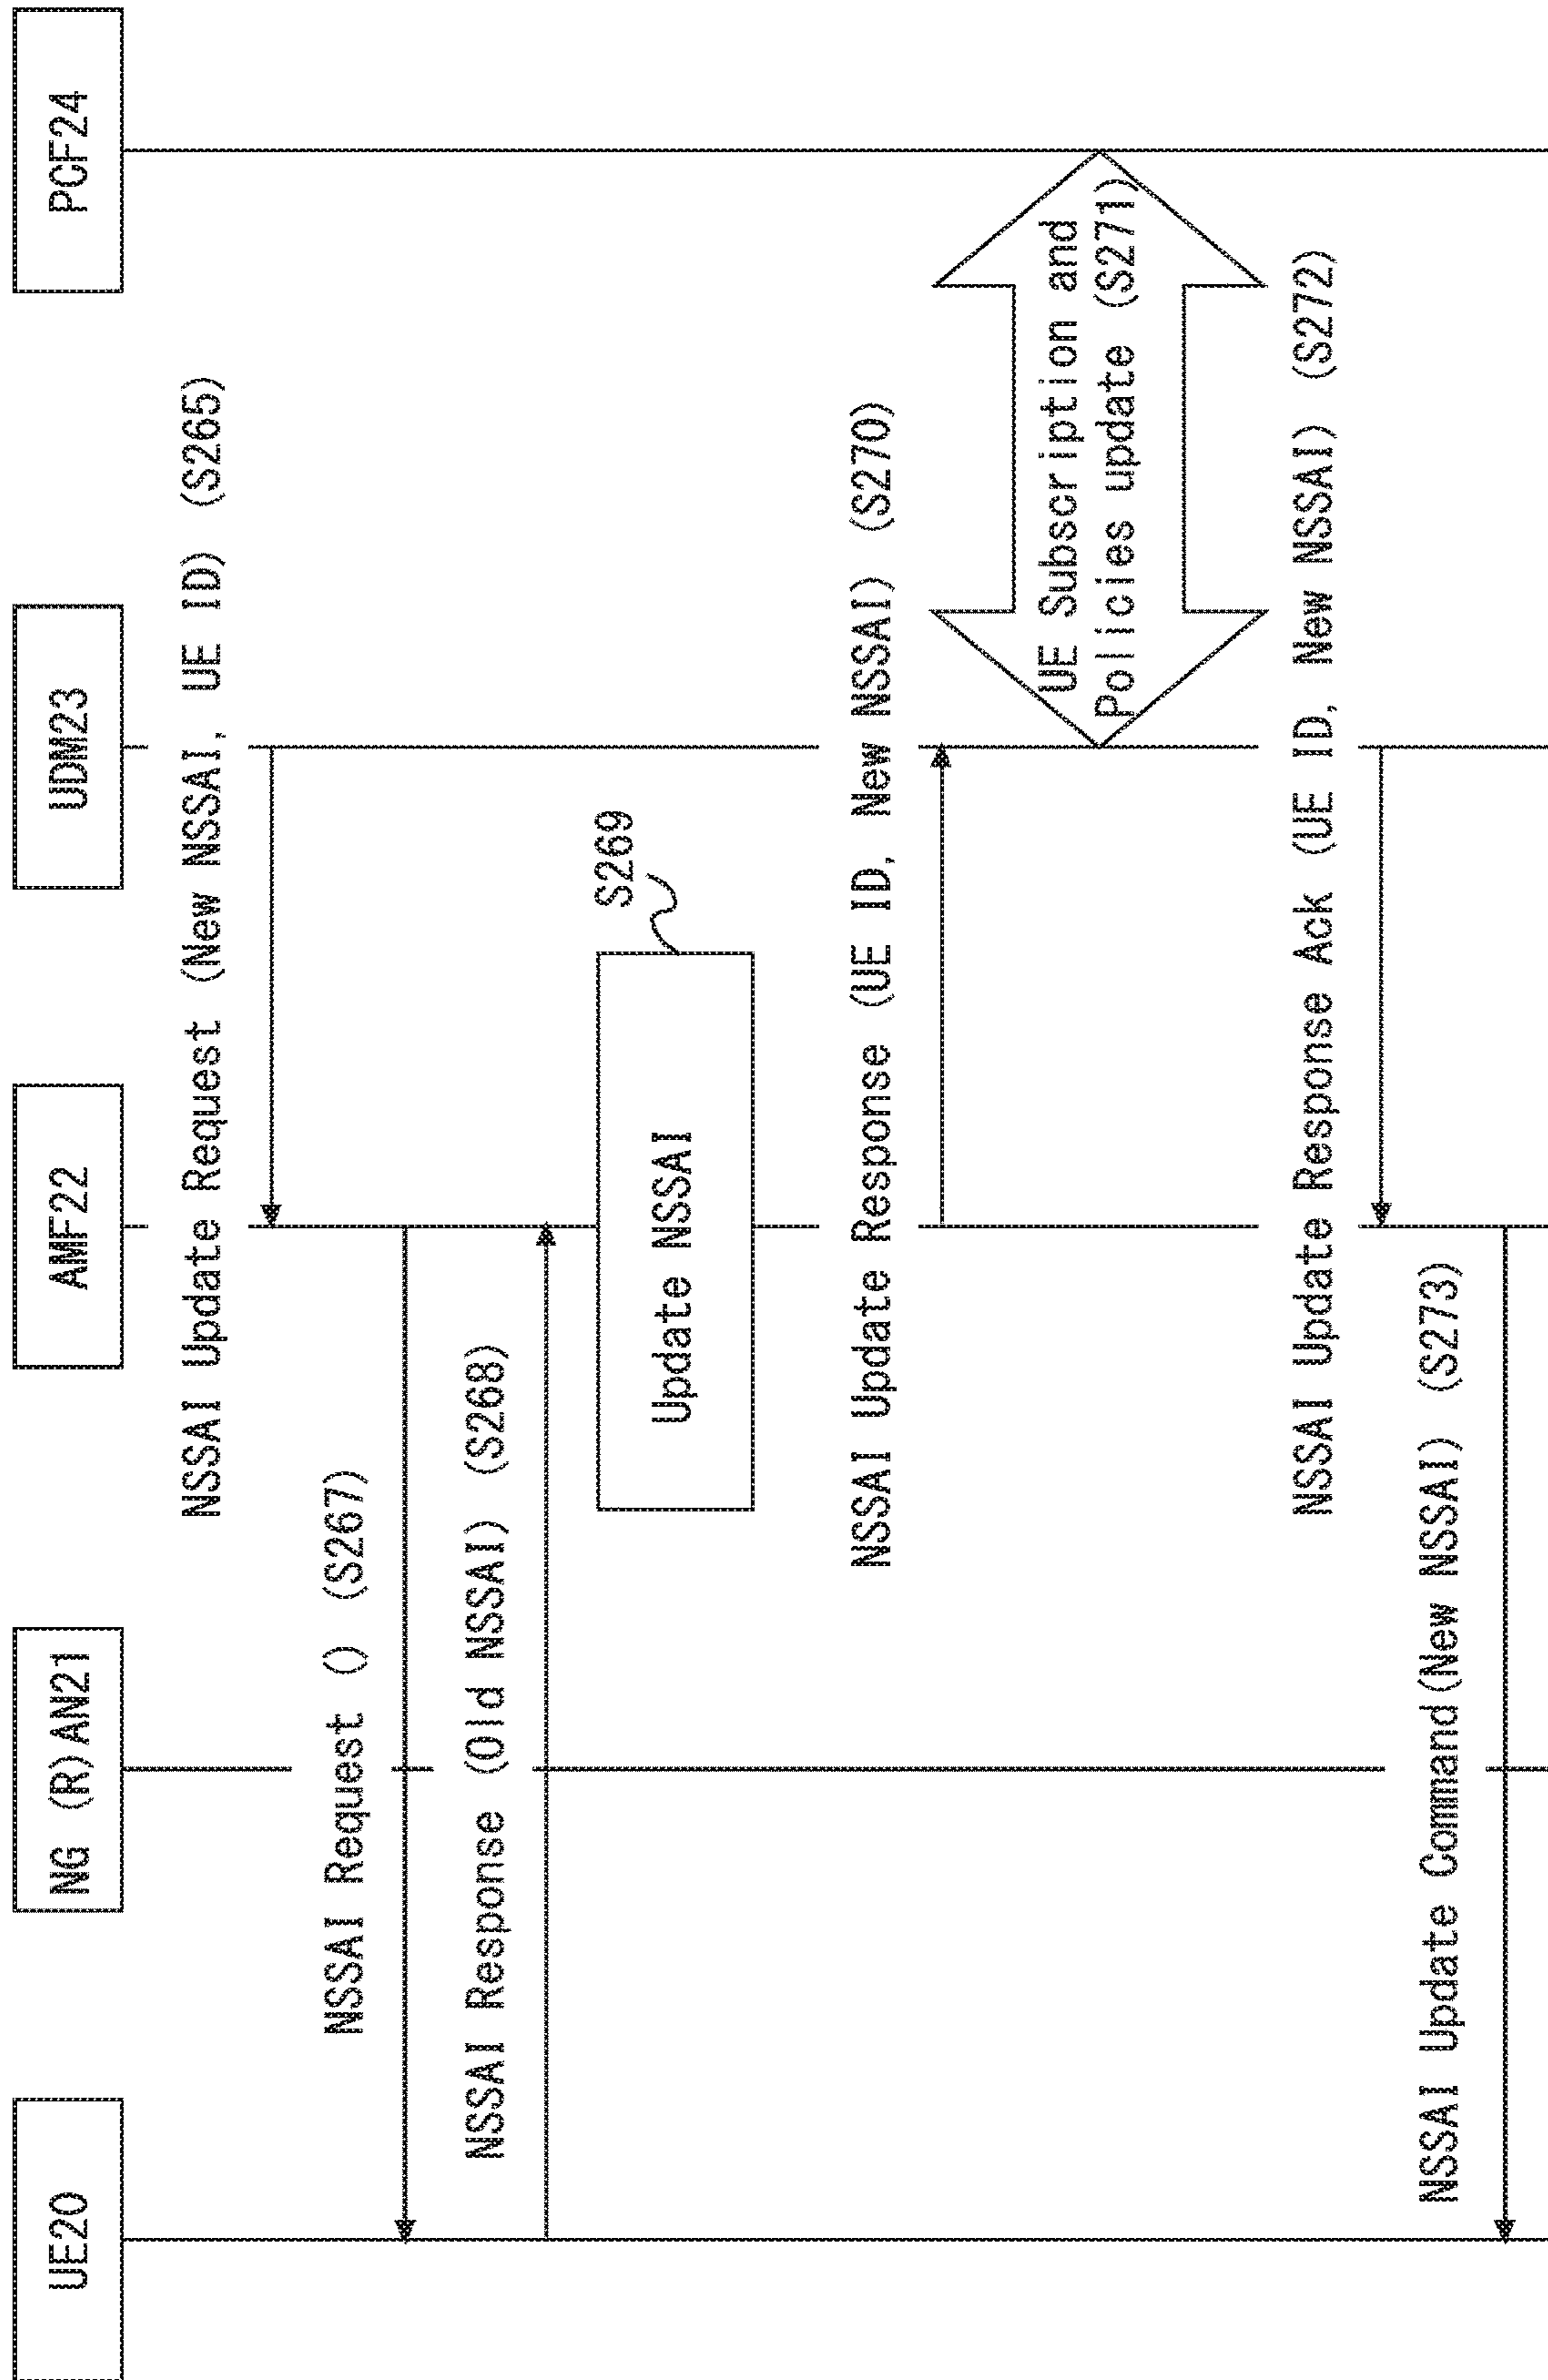 UE20
NG (R)AN21
AMF22
UDM23
PCF24
NSSAI Update Request (New NSSAI, UE ID) (S265)
NSSAI Request () (S267)
NSSAI Response (Old NSSAI) (S268)
S269
Update NSSAI
NSSAI Update Response (UE ID, New NSSAI) (S270)
UE Subscription and
Policies update (S271)
NSSAI Update Response Ack (UE ID, New NSSAI) (S272)
NSSAI Update Command(New NSSAI) (S273)